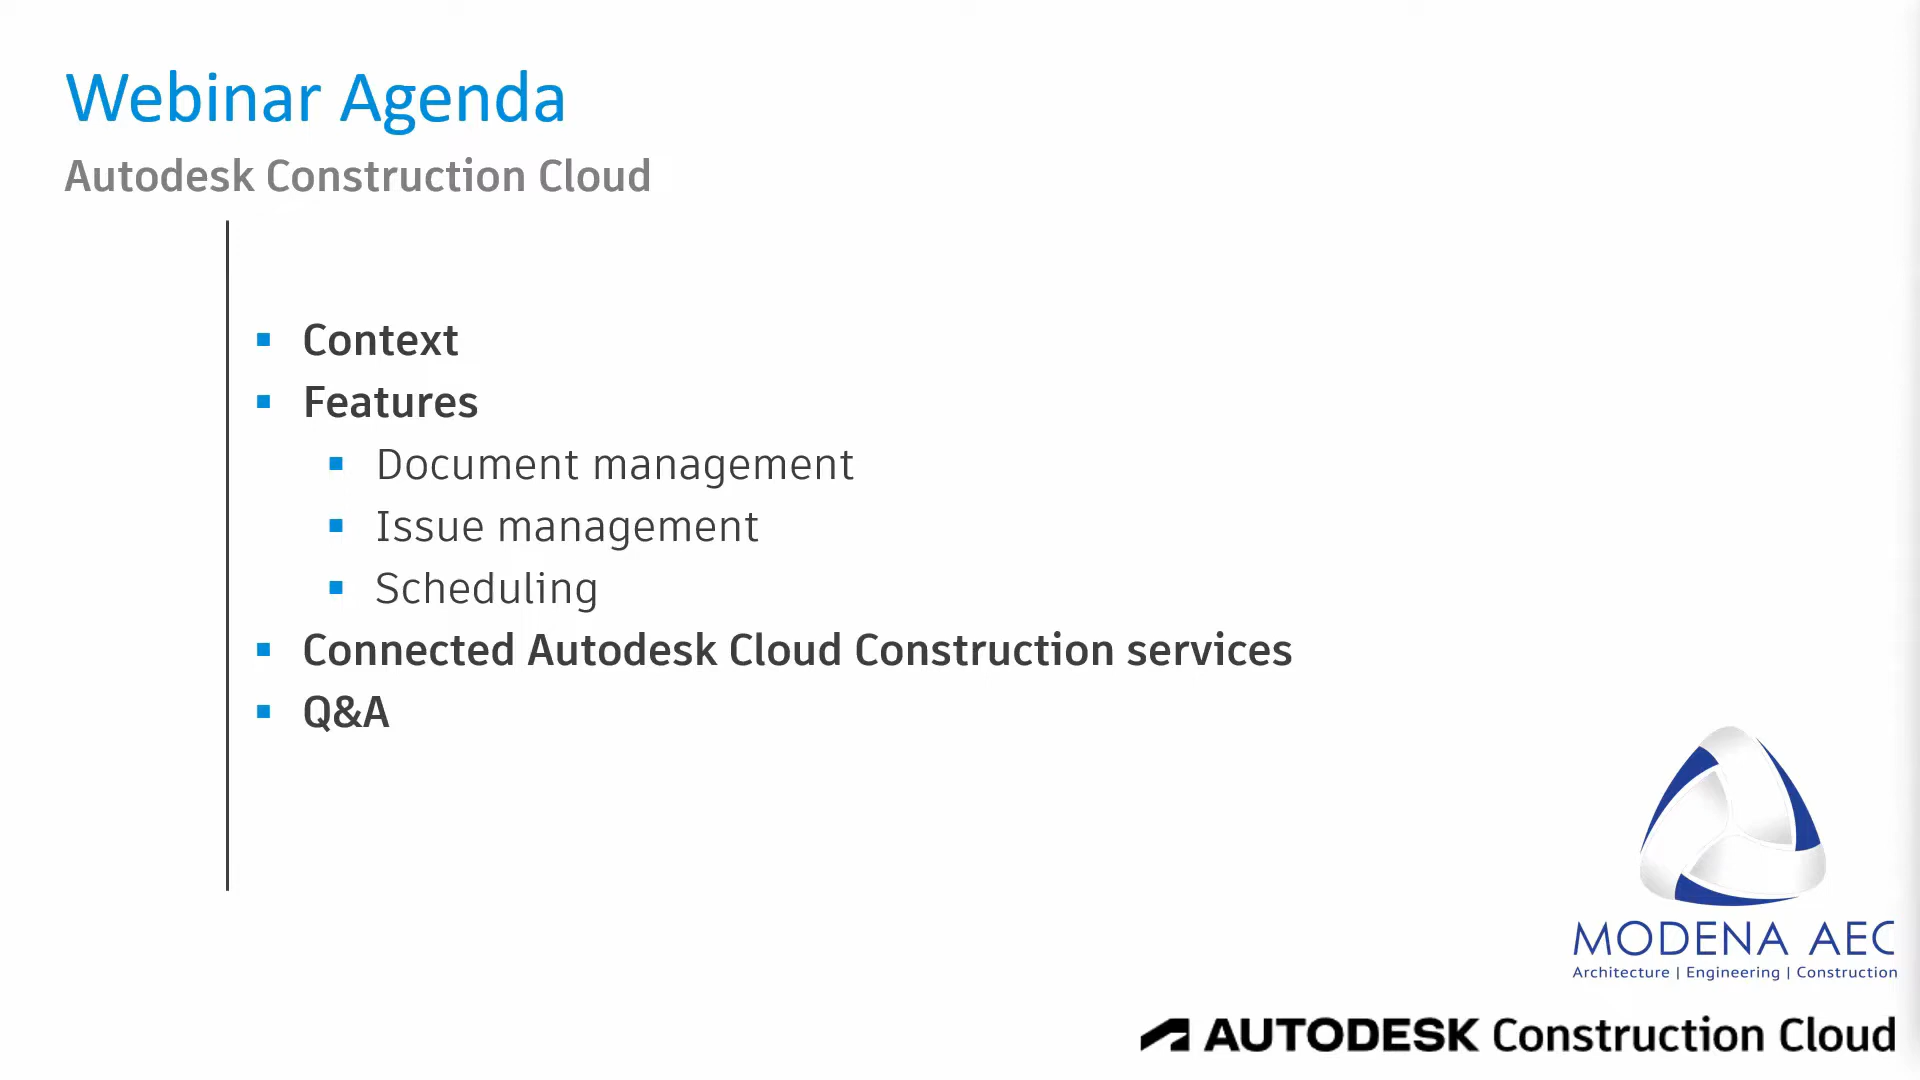 Webinar Agenda
Autodesk Construction Cloud
Context
Features
Document management
Issue management
Scheduling
Connected Autodesk Cloud Construction services
Q&A
MODENA AEC
Architecture | Engineering | Construction
AUTODESK Construction Cloud